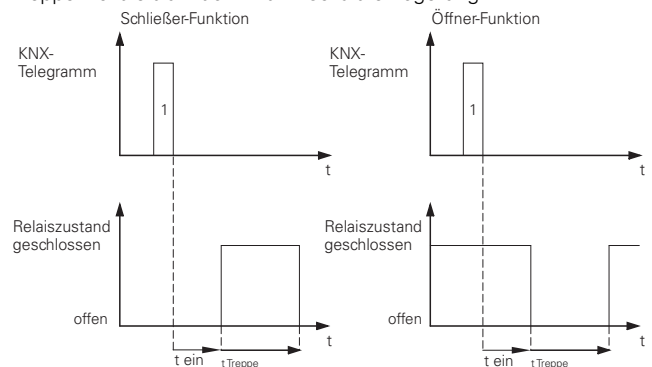 Schließer-Funktion
KNX-
Telegramm
1
t
Relaiszustand
geschlossen
offen
t
t ein
t Treppe
Öffner-Funktion
KNX-
Telegramm
1
t
Relaiszustand
geschlossen
offen
t
t ein
t Treppe